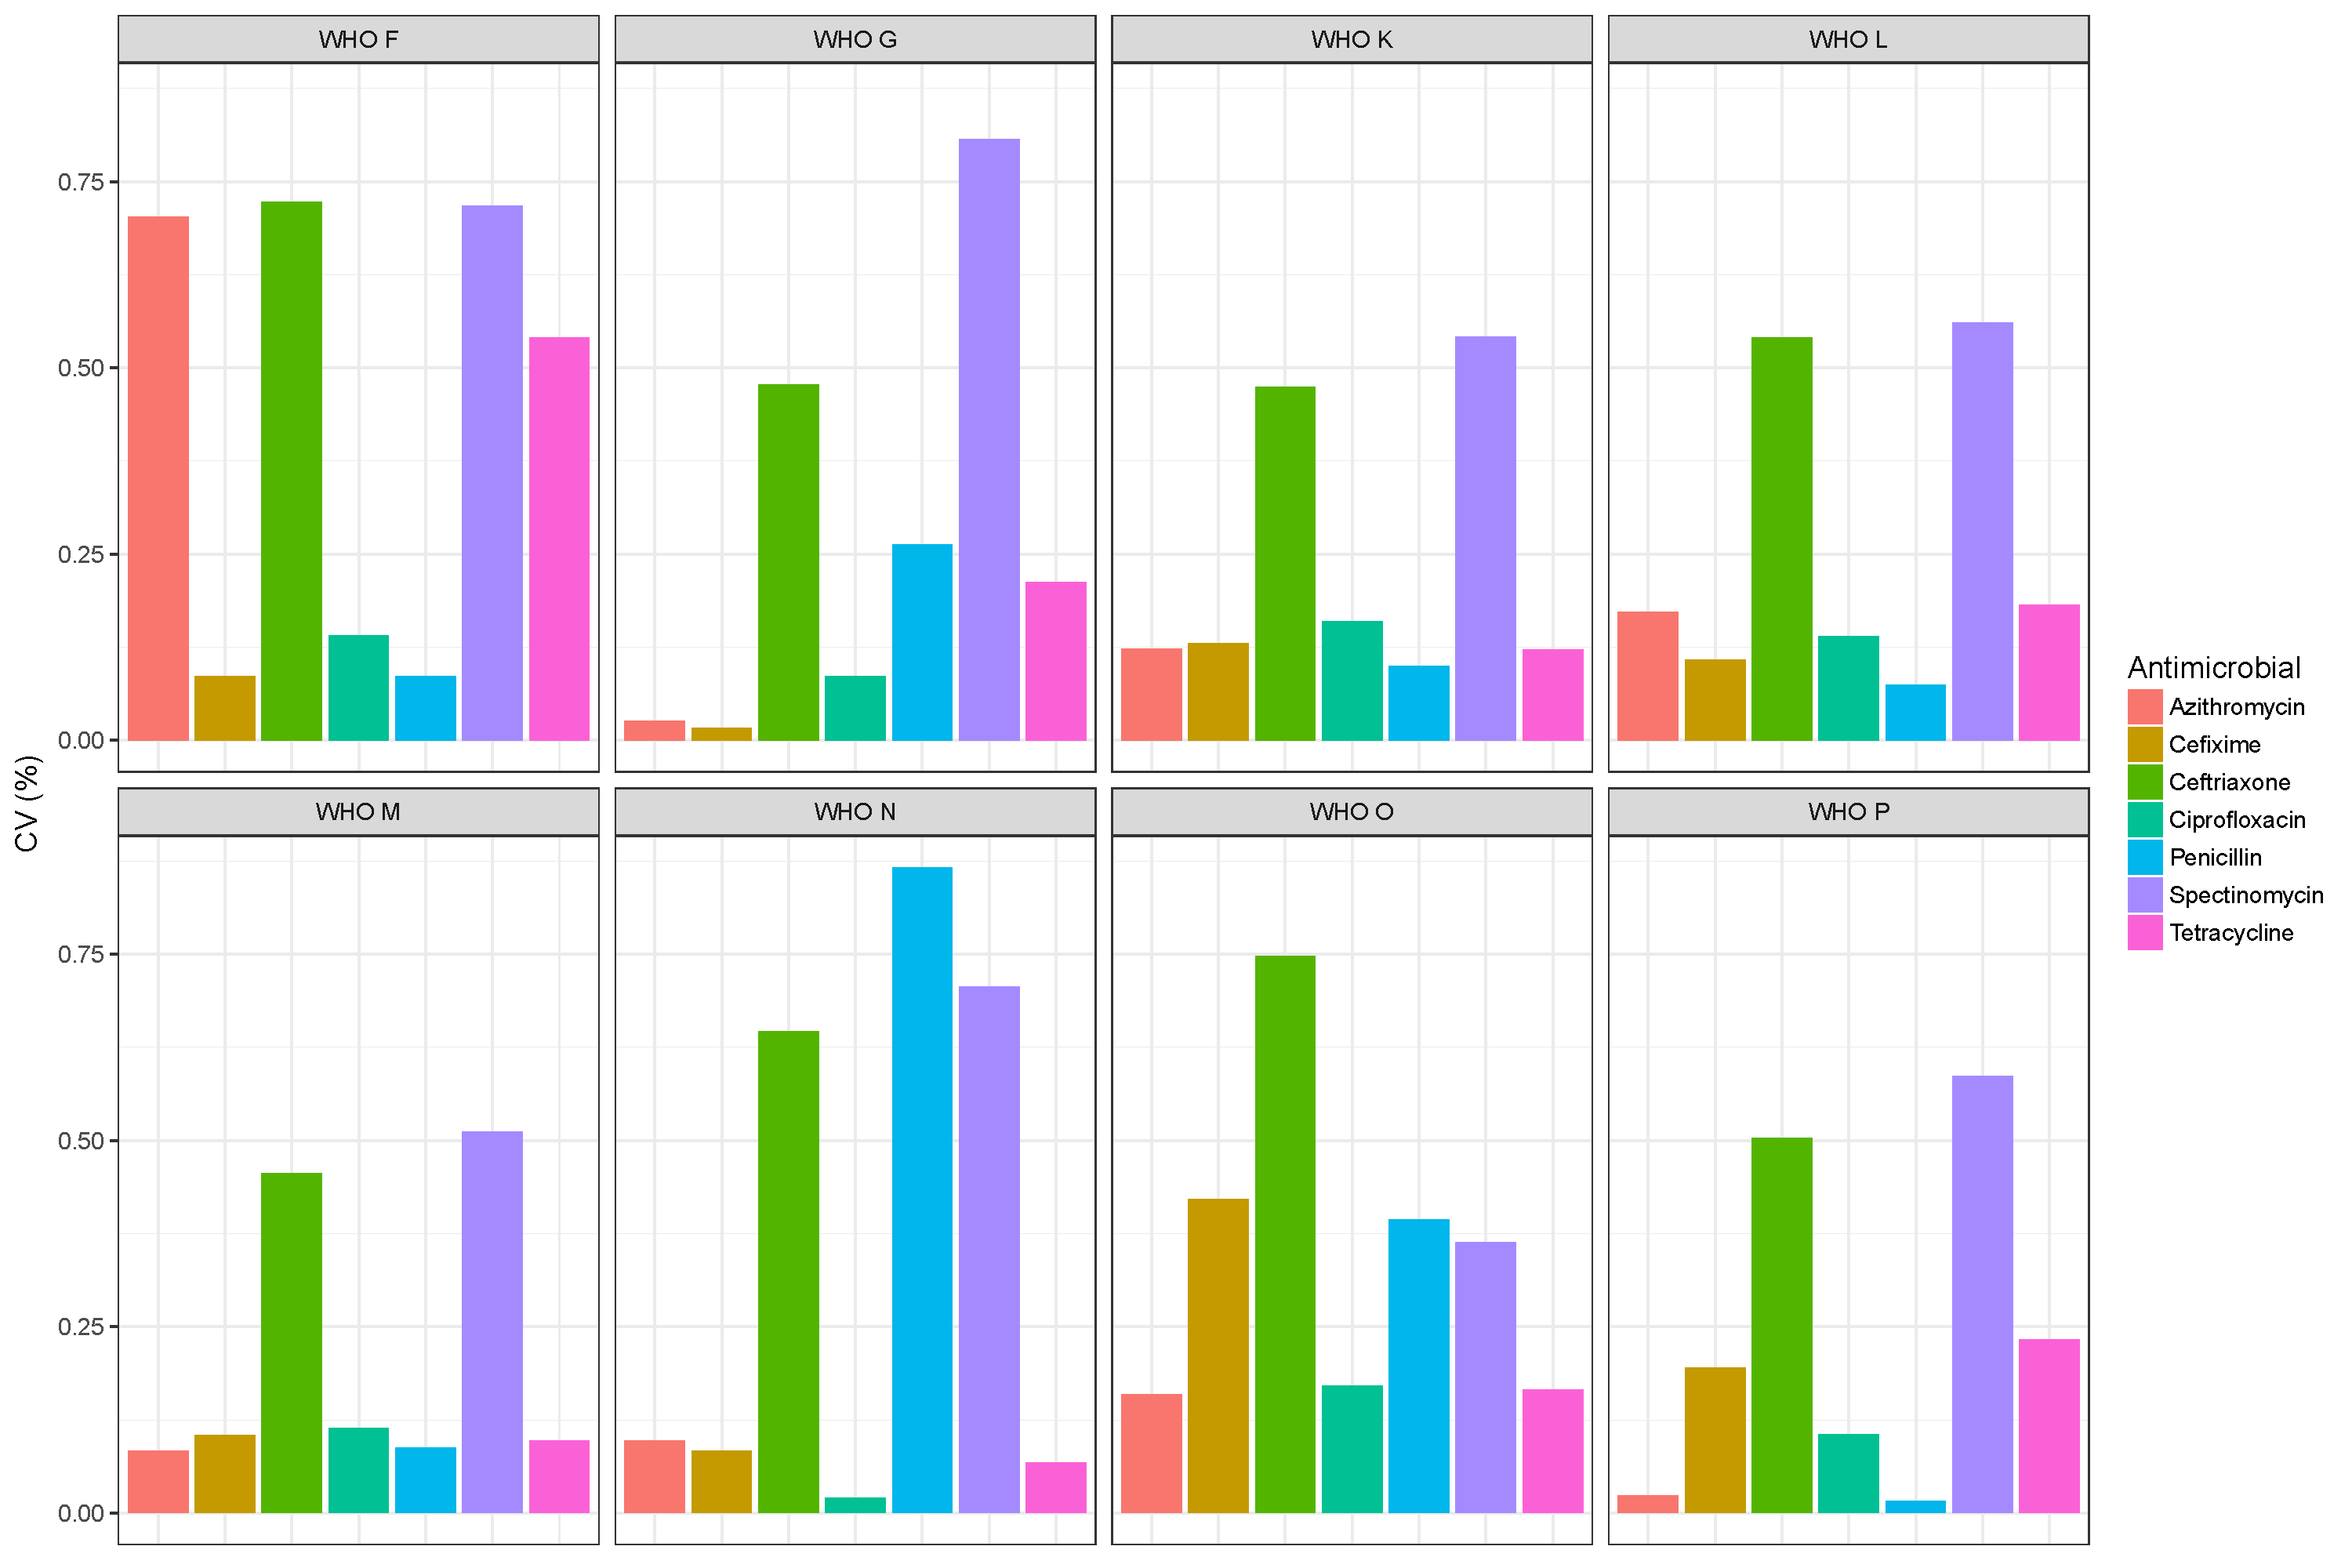 WHO F
WHO G
WHO K
WHO L
0.75
0.50
0.25
0.00
CV (%)
WHO M
WHO N
WHO O
WHO P
0.75
0.50
0.25
0.00
Antimicrobial
Azithromycin
Cefixime
Ceftriaxone
Ciprofloxacin
Penicillin
Spectinomycin
Tetracycline